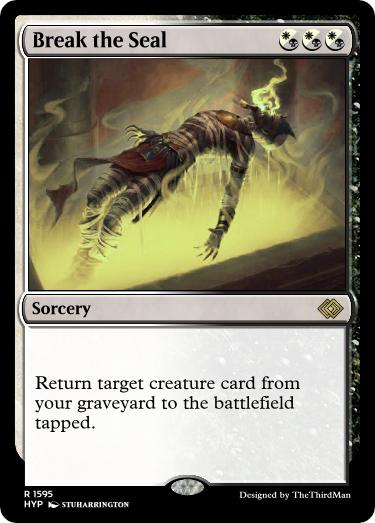 Break the Seal
Sorcery
Return target creature card from
your graveyard to the battlefield
tapped.
R 1595
HYP STUHARRINGTON
Designed by TheThirdMan